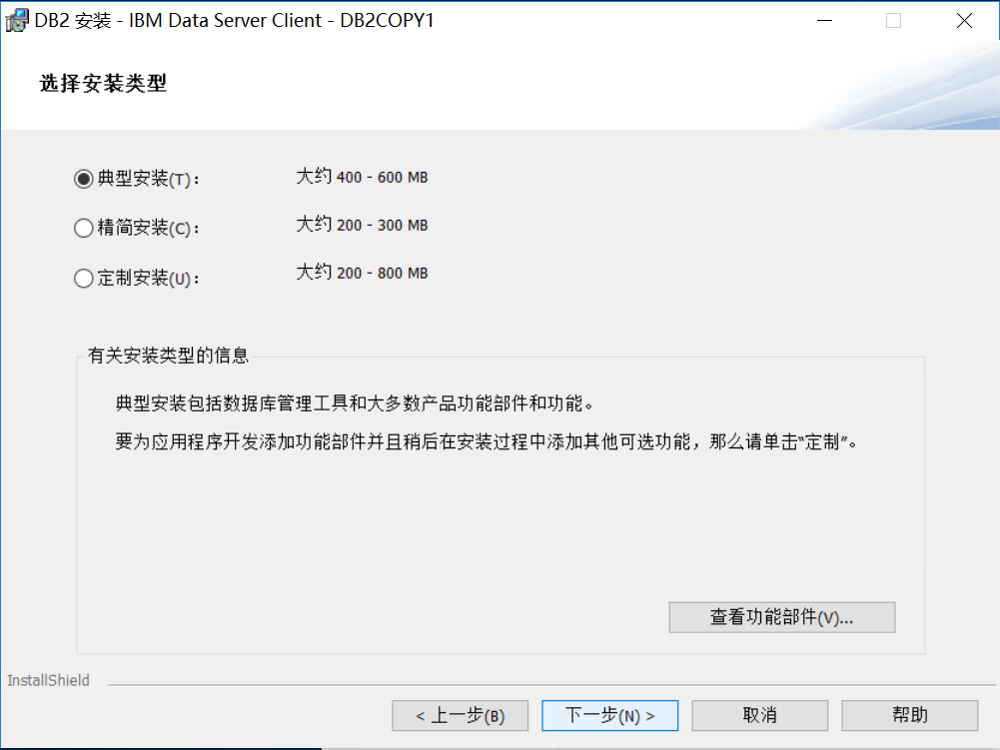 DB2 安装 - IBM Data Server Client - DB2COPY1
选择安装类型
典型安装(T)： 大约 400 - 600 MB
精简安装(C)： 大约 200 - 300 MB
定制安装(U)： 大约 200 - 800 MB
有关安装类型的信息
典型安装包括数据库管理工具和大多数产品功能部件和功能。
要为应用程序开发添加功能部件并且稍后在安装过程中添加其他可选功能，那么请单击“定制”。
查看功能部件(V)...
InstallShield
< 上一步(B) 下一步(N) > 取消 帮助